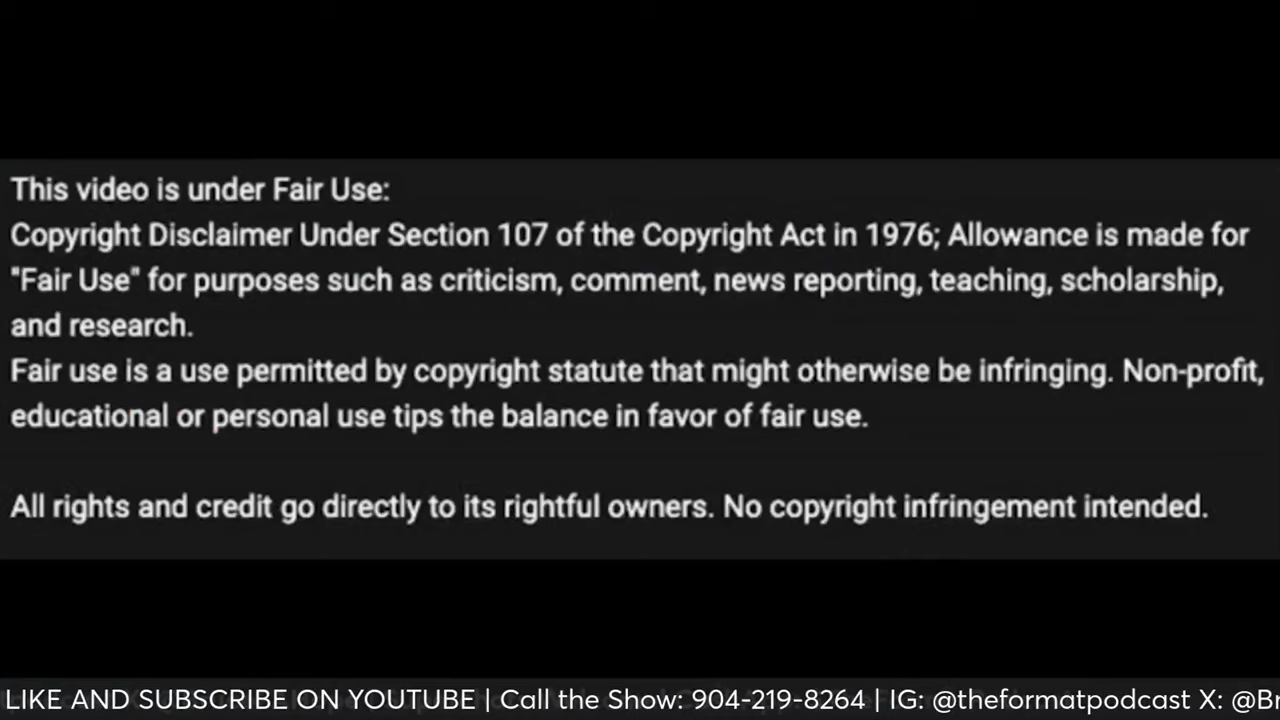 This video is under Fair Use:
Copyright Disclaimer Under Section 107 of the Copyright Act in 1976; Allowance is made for
"Fair Use" for purposes such as criticism, comment, news reporting, teaching, scholarship,
and research.
Fair use is a use permitted by copyright statute that might otherwise be infringing. Non-profit,
educational or personal use tips the balance in favor of fair use.
All rights and credit go directly to its rightful owners. No copyright infringement intended.
LIKE AND SUBSCRIBE ON YOUTUBE | Call the Show: 904-219-8264 | IG: @theformatpodcast X: